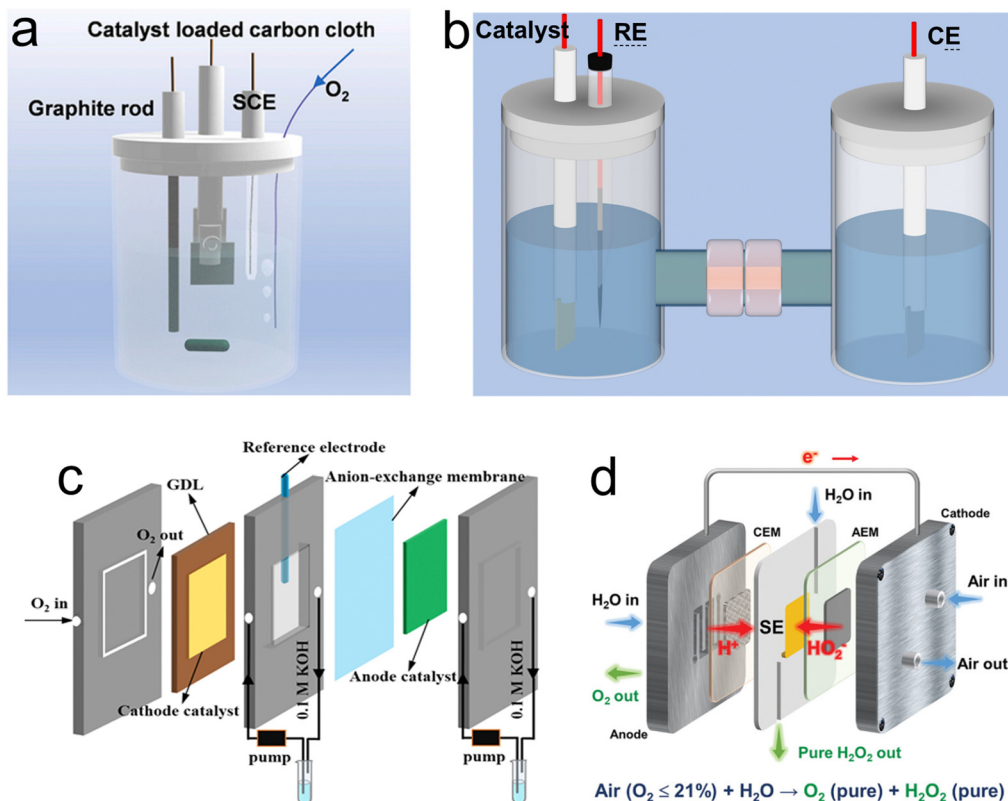 a
Catalyst loaded carbon cloth
Graphite rod
SCE
O₂
b
Catalyst
RE
CE
c
Reference electrode
Anion-exchange membrane
GDL
O₂ out
O₂ in
Cathode catalyst
0.1 M KOH
Anode catalyst
0.1 M KOH
pump
pump
d
e⁻
H₂O in
Cathode
CEM
AEM
Air in
H₂O in
SE
H⁺
HO₂⁻
Air out
O₂ out
Anode
Pure H₂O₂ out
Air (O₂ ≤ 21%) + H₂O → O₂ (pure) + H₂O₂ (pure)